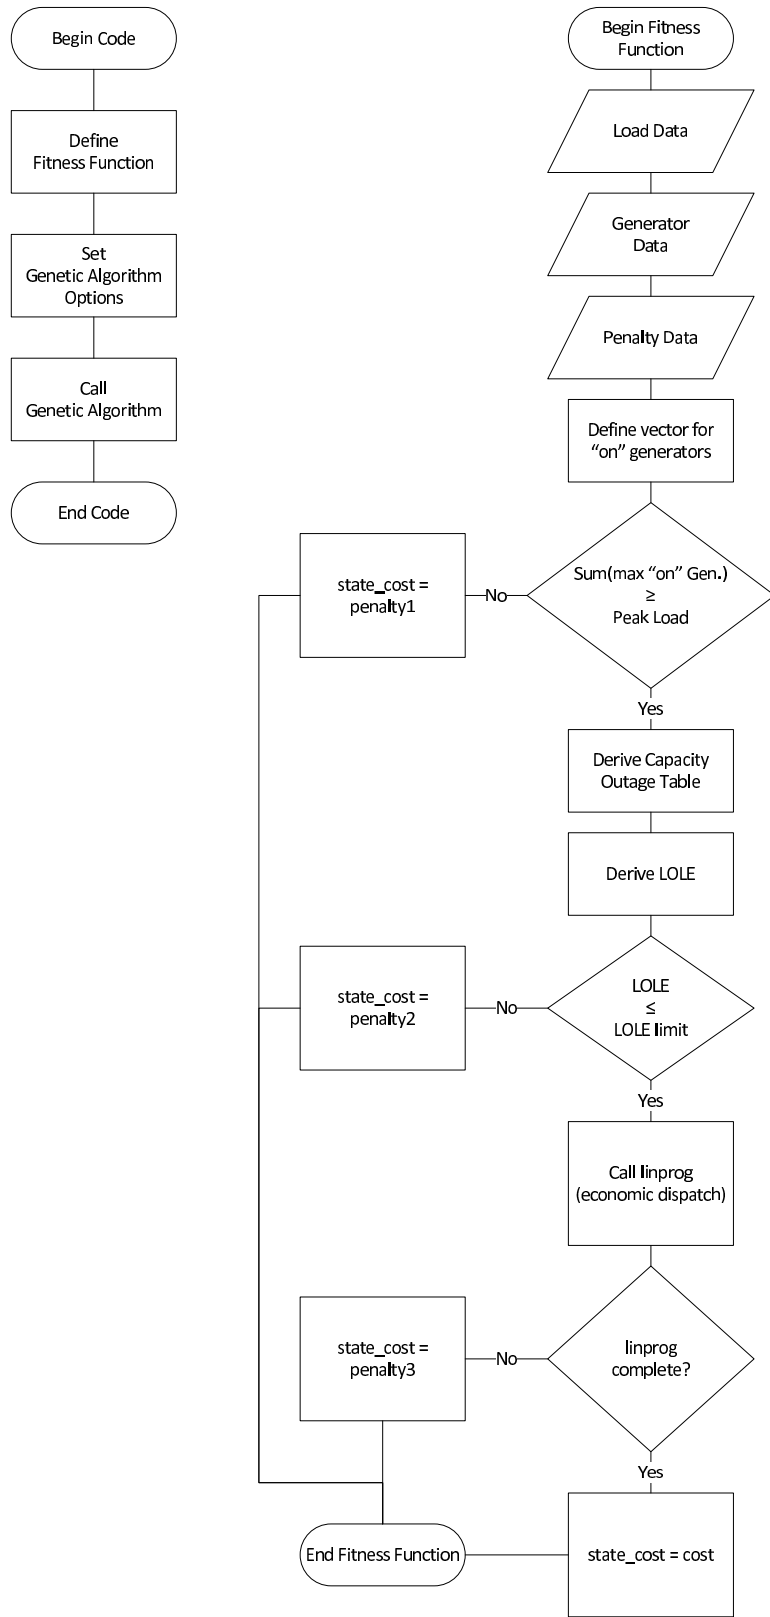 Begin Code
Define
Fitness Function
Set
Genetic Algorithm
Options
Call
Genetic Algorithm
End Code
Begin Fitness
Function
Load Data
Generator
Data
Penalty Data
Define vector for
“on” generators
Sum(max “on” Gen.)
≥
Peak Load
No
state_cost =
penalty1
Yes
Derive Capacity
Outage Table
Derive LOLE
LOLE
≤
LOLE limit
No
state_cost =
penalty2
Yes
Call linprog
(economic dispatch)
linprog
complete?
No
state_cost =
penalty3
Yes
state_cost = cost
End Fitness Function